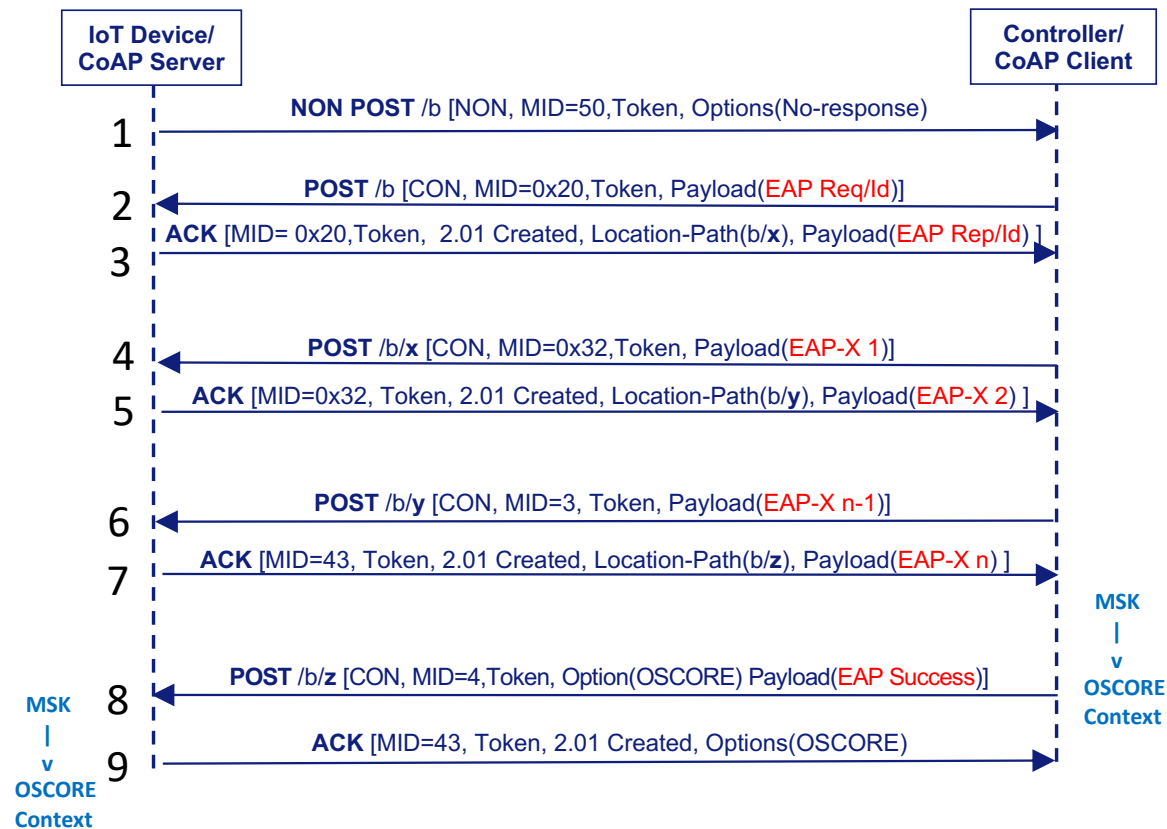 IoT Device/
CoAP Server
Controller/
CoAP Client
NON POST /b [NON, MID=50,Token, Options(No-response)
1
POST /b [CON, MID=0x20,Token, Payload(EAP Req/Id)]
2
ACK [MID= 0x20,Token, 2.01 Created, Location-Path(b/x), Payload(EAP Rep/Id) ]
3
POST /b/x [CON, MID=0x32,Token, Payload(EAP-X 1)]
4
ACK [MID=0x32, Token, 2.01 Created, Location-Path(b/y), Payload(EAP-X 2) ]
5
POST /b/y [CON, MID=3, Token, Payload(EAP-X n-1)]
6
ACK [MID=43, Token, 2.01 Created, Location-Path(b/z), Payload(EAP-X n) ]
7
MSK
|
v
OSCORE
Context
POST /b/z [CON, MID=4,Token, Option(OSCORE) Payload(EAP Success)]
8
MSK
|
v
OSCORE
Context
ACK [MID=43, Token, 2.01 Created, Options(OSCORE)
9